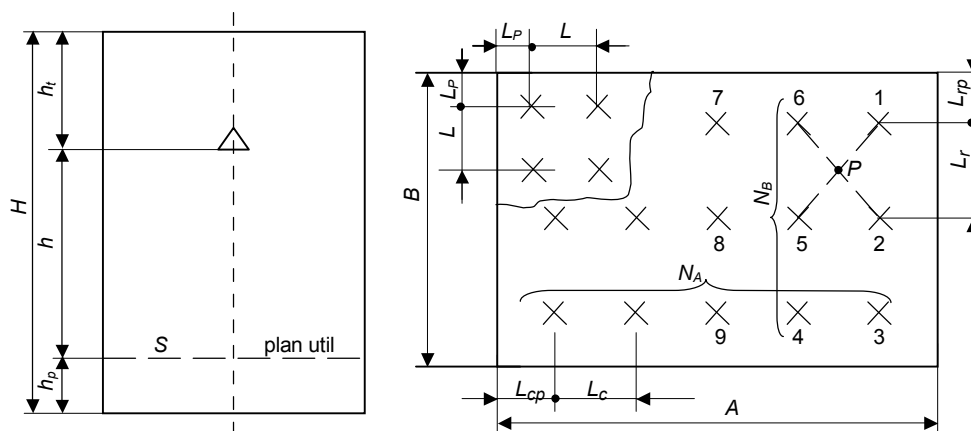 H
h_t
h
h_p
S
plan util
L_P
L
L_P
L
B
7
6
1
P
N_B
8
5
2
L_rp
L_r
N_A
9
4
3
L_cp
L_c
A